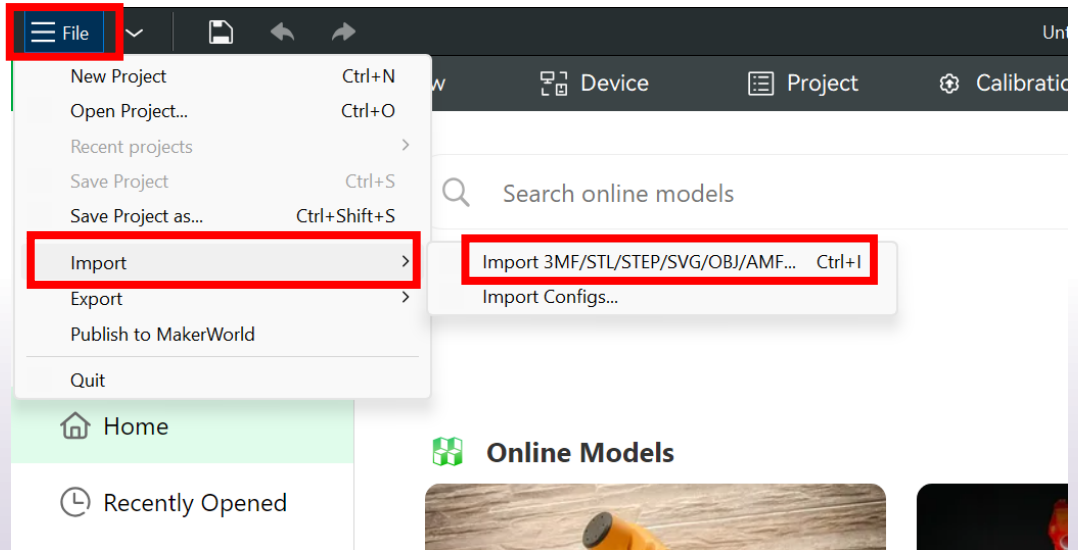 File
Unt
New Project Ctrl+N
w
Device
Project
Calibratio
Open Project... Ctrl+O
Recent projects
Save Project Ctrl+S
Search online models
Save Project as... Ctrl+Shift+S
Import
Import 3MF/STL/STEP/SVG/OBJ/AMF... Ctrl+I
Export
Import Configs...
Publish to MakerWorld
Quit
Home
Online Models
Recently Opened